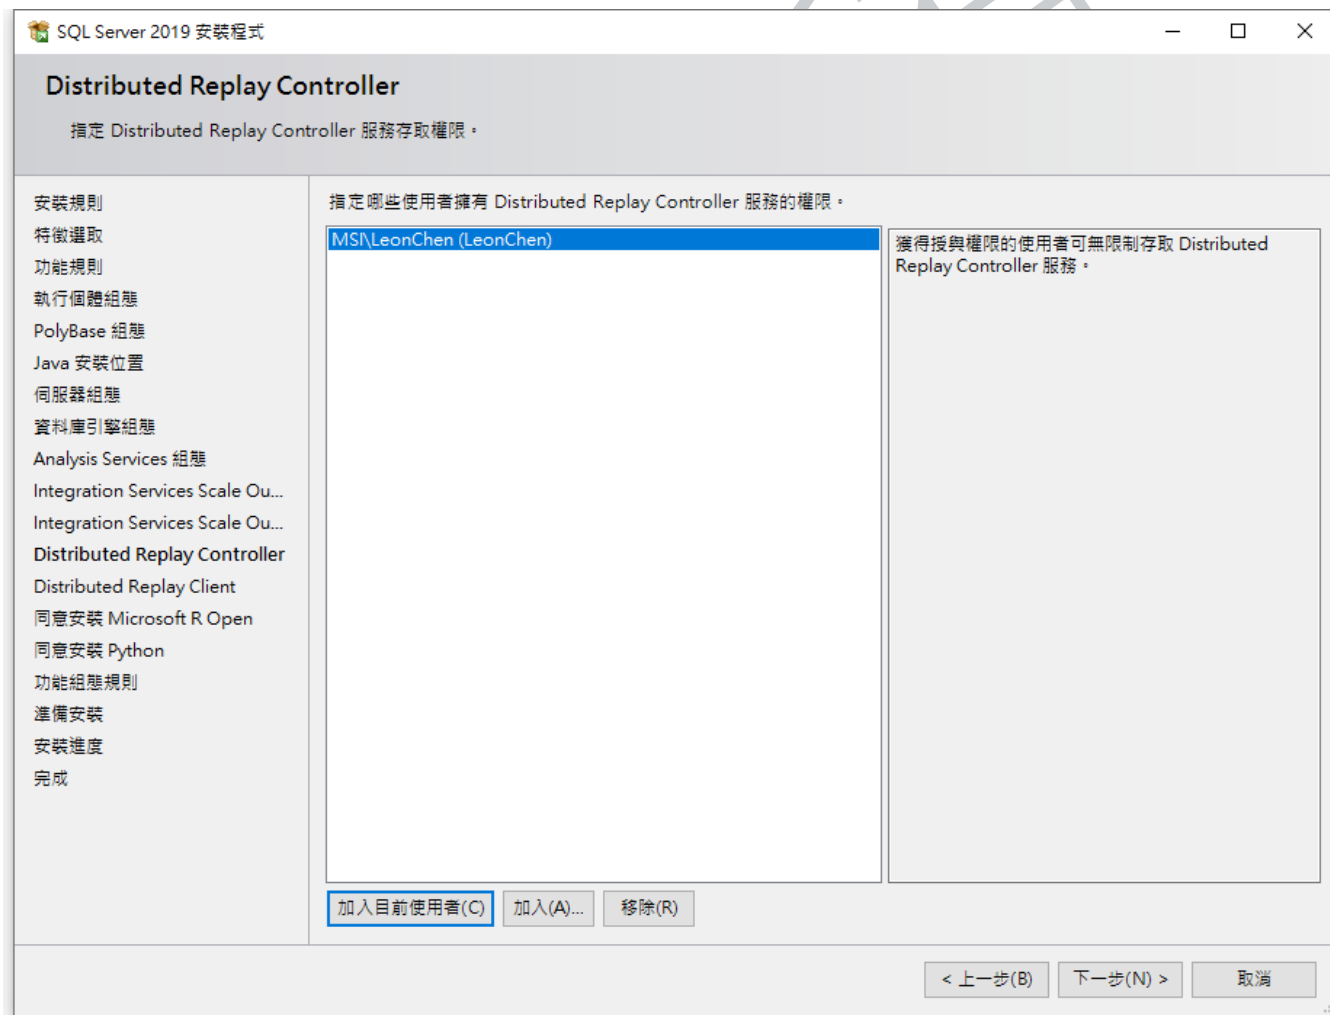 SQL Server 2019 安裝程式
Distributed Replay Controller
指定 Distributed Replay Controller 服務存取權限。
安裝規則
特徵選取
功能規則
執行個體組態
PolyBase 組態
Java 安裝位置
伺服器組態
資料庫引擎組態
Analysis Services 組態
Integration Services Scale Ou...
Integration Services Scale Ou...
Distributed Replay Controller
Distributed Replay Client
同意安裝 Microsoft R Open
同意安裝 Python
功能組態規則
準備安裝
安裝進度
完成
指定哪些使用者擁有 Distributed Replay Controller 服務的權限。
MSI\LeonChen (LeonChen)
獲得授與權限的使用者可無限制存取 Distributed
Replay Controller 服務。
加入目前使用者(C)
加入(A)...
移除(R)
< 上一步(B)
下一步(N) >
取消